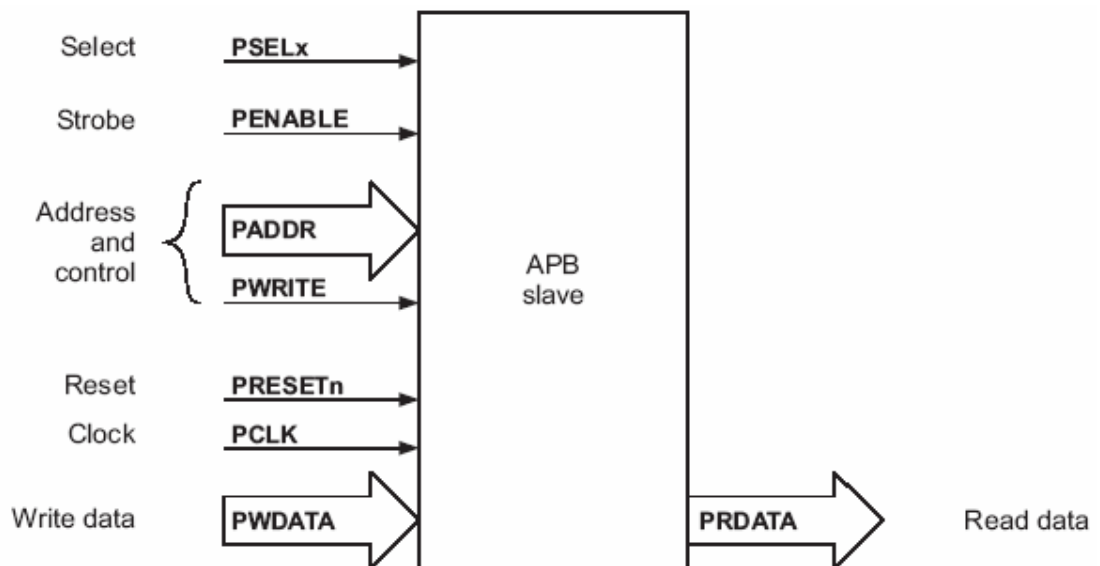 Select PSELx
Strobe PENABLE
Address
and
control
PADDR
PWRITE
APB
slave
Reset PRESETn
Clock PCLK
Write data PWDATA
PRDATA Read data